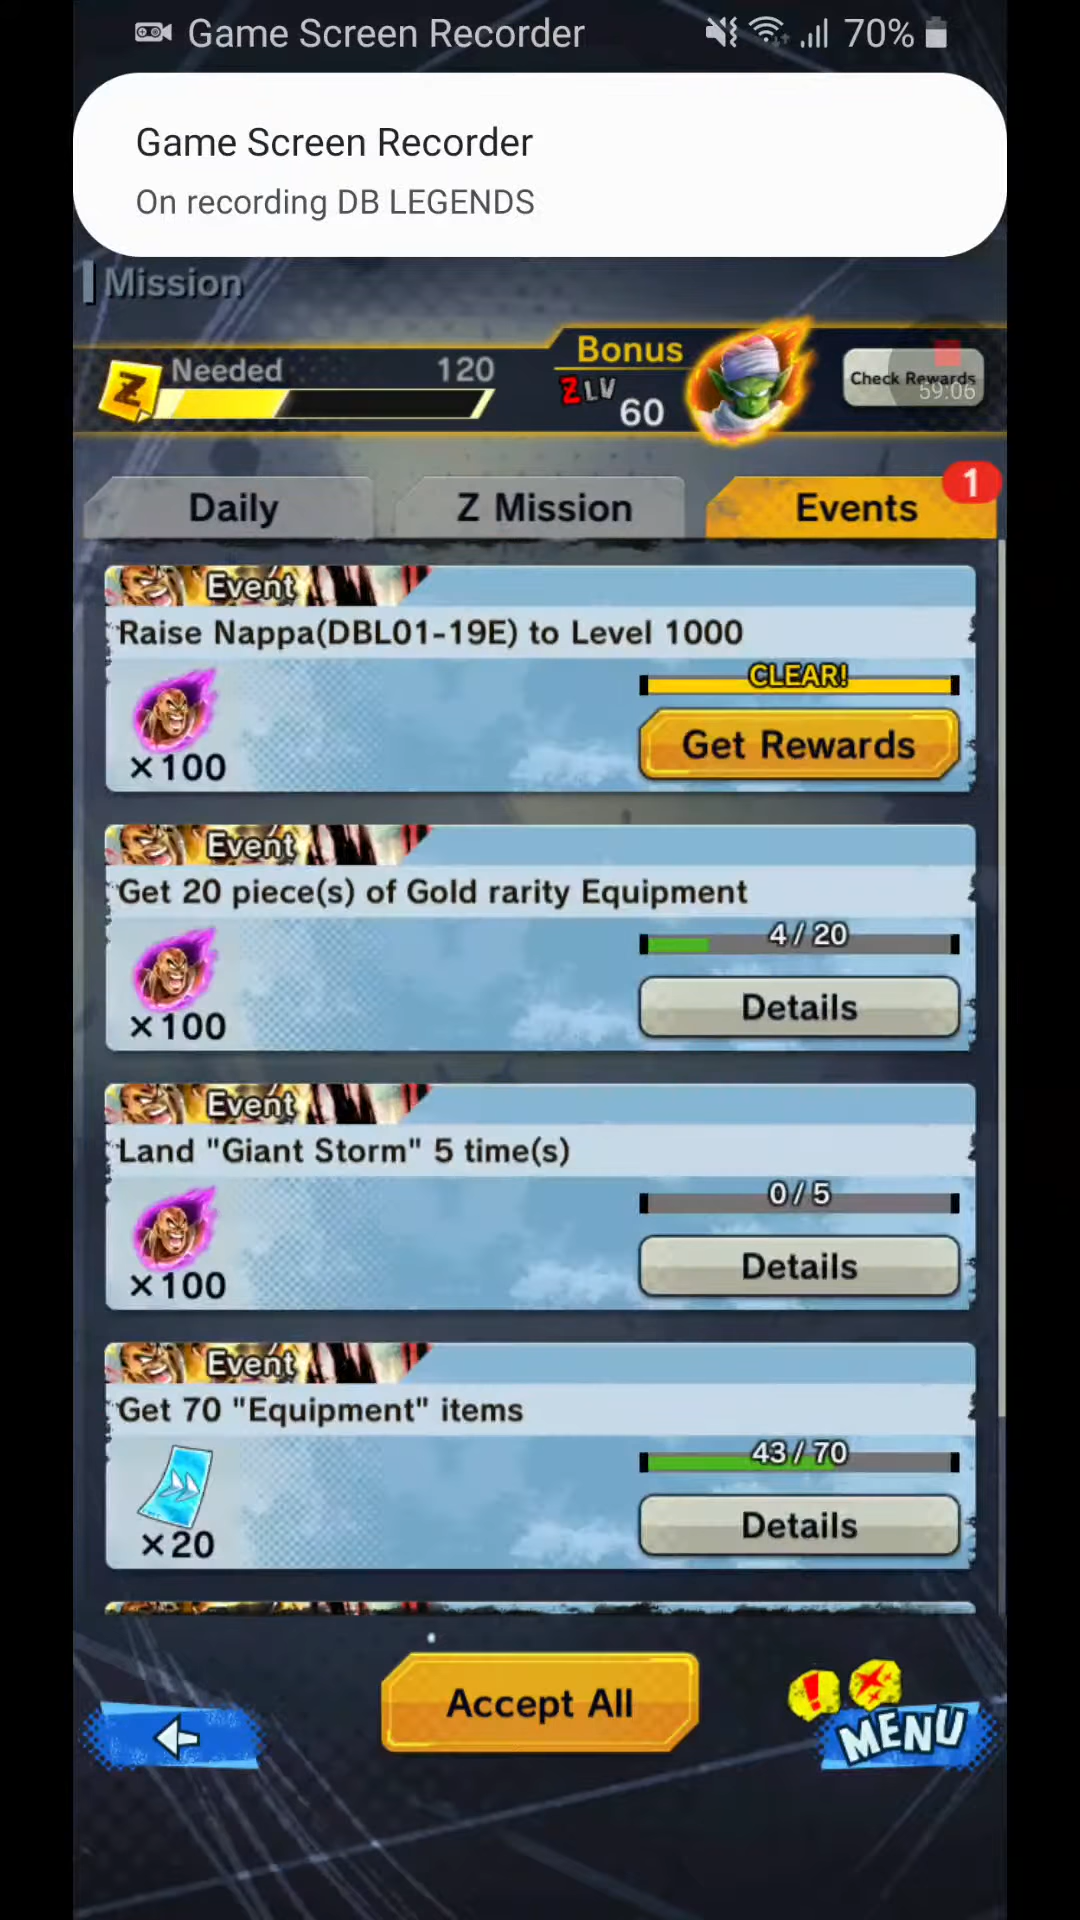 Game Screen Recorder 70%
Game Screen Recorder
On recording DB LEGENDS
Mission
Needed 120
Bonus
Z LV 60
Check Rewards
59:06
Daily Z Mission Events 1
Event
Raise Nappa(DBL01-19E) to Level 1000
CLEAR!
Get Rewards
×100
Event
Get 20 piece(s) of Gold rarity Equipment
4 / 20
Details
×100
Event
Land "Giant Storm" 5 time(s)
0 / 5
Details
×100
Event
Get 70 "Equipment" items
43 / 70
Details
×20
Accept All
MENU